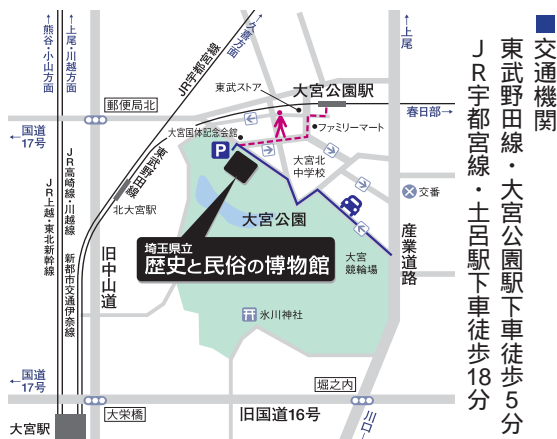 ■交通機関
東武野田線・大宮公園駅下車徒歩5分
JR宇都宮線・土呂駅下車徒歩18分
←熊谷・小山方面
←上尾・川越方面
JR宇都宮線
久喜方面→
←上尾
東武ストア
大宮公園駅
春日部→
郵便局北
←国道
17号
大宮国体記念会館
ファミリーマート
P
大宮北
中学校
東武野田線
北大宮駅
交番
JR上越・東北新幹線
JR高崎線・川越線
新都市交通伊奈線
旧中山道
大宮公園
産業道路
埼玉県立
歴史と民俗の博物館
大宮
競輪場
氷川神社
←国道
17号
堀之内
大栄橋
旧国道16号
大宮駅
川口